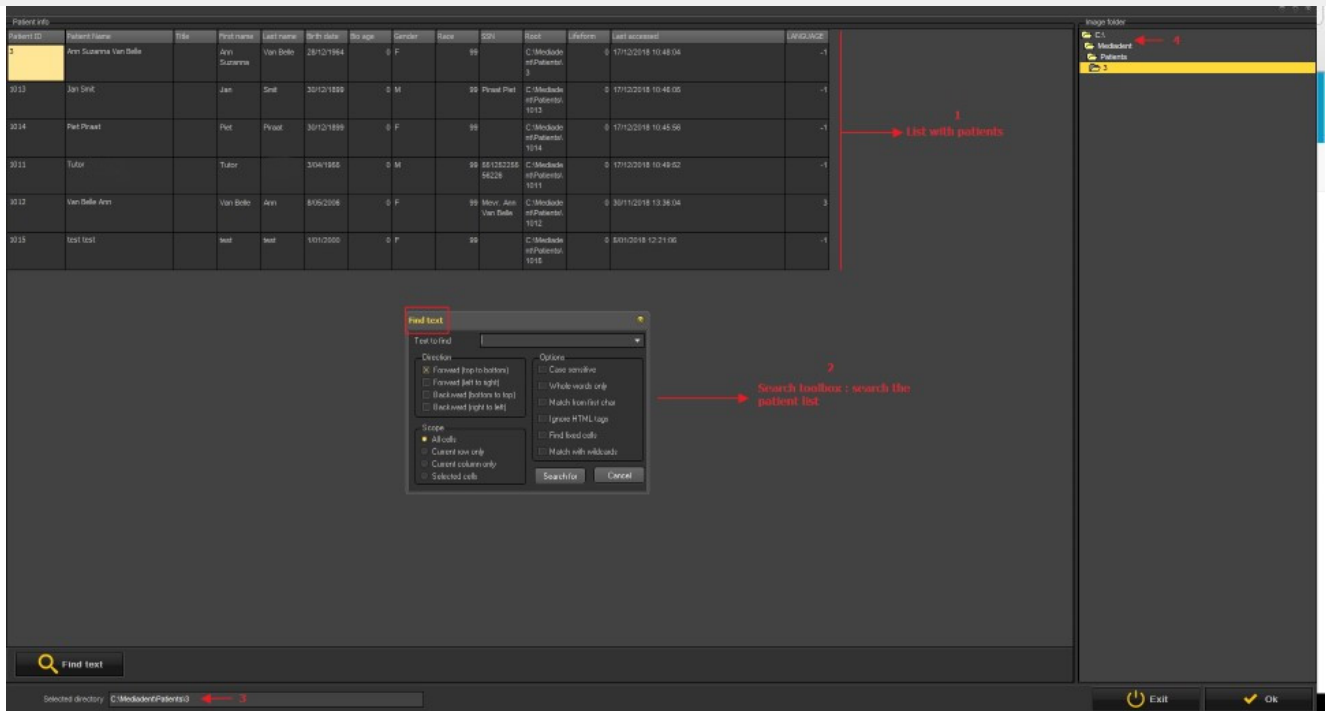 Patient info
Patient ID Patient Name Title First name Last name Birth date Bio age Gender Race SSN Root Lifeform Last accessed LANGUAGE
3 Ann Suzanna Van Belle Ann Suzanna Van Belle 28/12/1964 0 F 99 C:\Mediadent\Patients\3 0 17/12/2018 10:48:04 -1
1013 Jan Smit Jan Smit 30/12/1899 0 M 99 Piraat Piet C:\Mediadent\Patients\1013 0 17/12/2018 10:46:06 -1
1014 Piet Piraat Piet Piraat 30/12/1899 0 F 99 C:\Mediadent\Patients\1014 0 17/12/2018 10:45:56 -1
1011 Tutor Tutor 3/04/1988 0 M 99 C:\Mediadent\Patients\1011 0 17/12/2018 10:49:52 -1
1012 Van Belle Ann Van Belle Ann 8/05/2006 0 F 99 Mevr. Ann Van Belle C:\Mediadent\Patients\1012 0 30/11/2018 13:36:04 3
1015 test test test test 1/01/2000 0 F 99 C:\Mediadent\Patients\1015 0 8/01/2018 12:21:06 -1
1
List with patients
Image folder
C:\
4
Mediadent
Patients
3
Find text
Text to find
Direction
Forward (top to bottom)
Forward (left to right)
Backward (bottom to top)
Backward (right to left)
Scope
All cells
Current row only
Current column only
Selected cells
Options
Case sensitive
Whole words only
Match from first char
Ignore HTML tags
Find fixed cells
Match with wildcards
Search for Cancel
2
Search toolbox : search the
patient list
Find text
Selected directory C:\Mediadent\Patients\3
3
Exit Ok